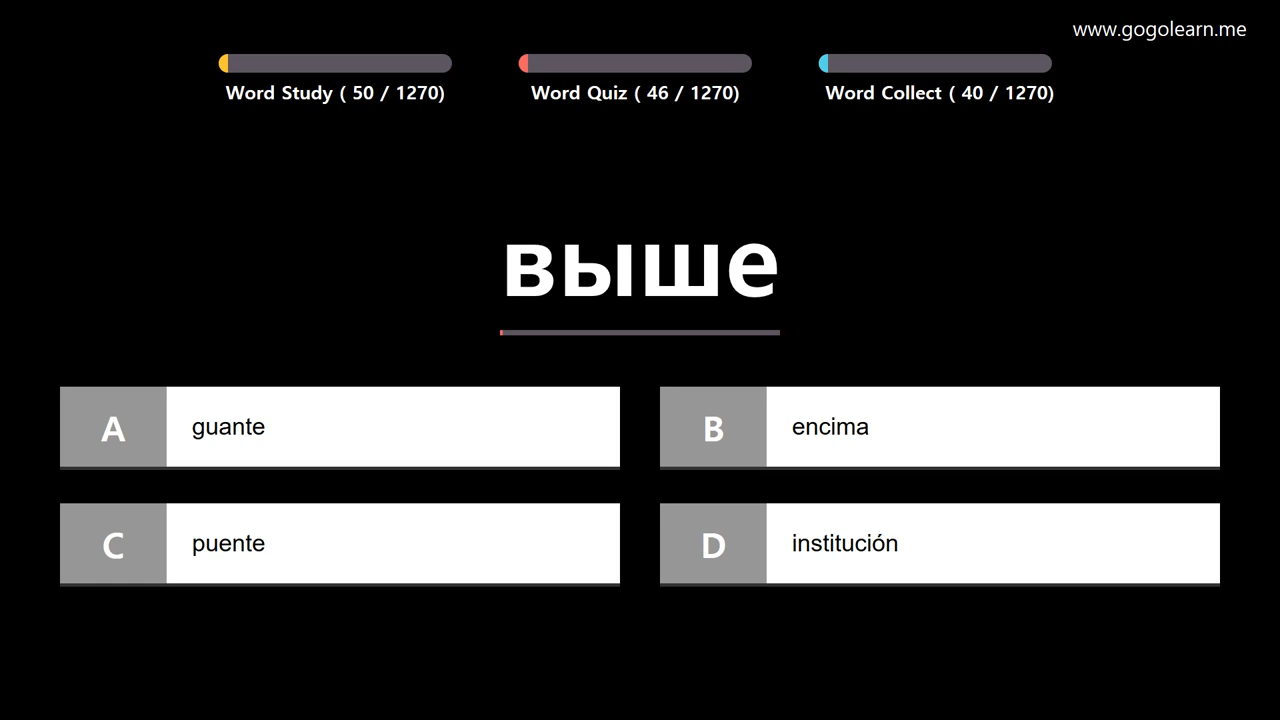 www.gogolearn.me
Word Study ( 50 / 1270)
Word Quiz ( 46 / 1270)
Word Collect ( 40 / 1270)
выше
A guante
B encima
C puente
D institución